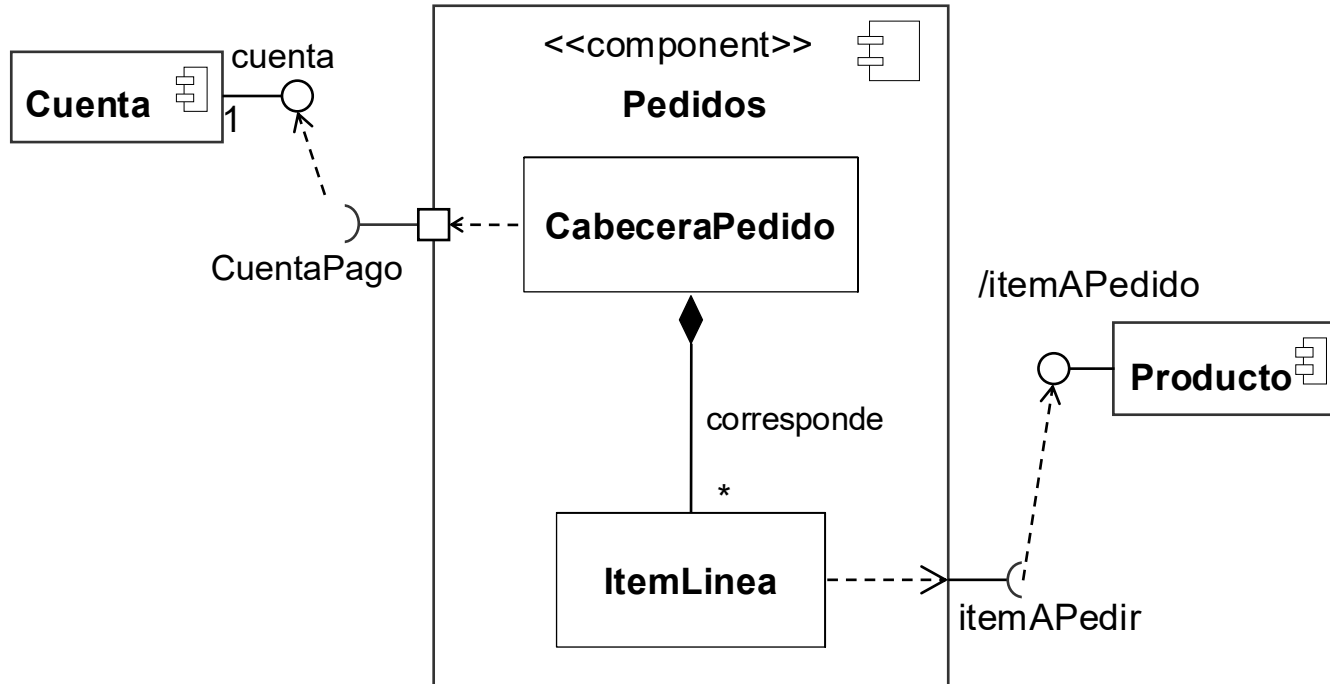 <<component>>
Pedidos
cuenta
Cuenta
1
CabeceraPedido
CuentaPago
/itemAPedido
Producto
corresponde
*
ItemLinea
itemAPedir